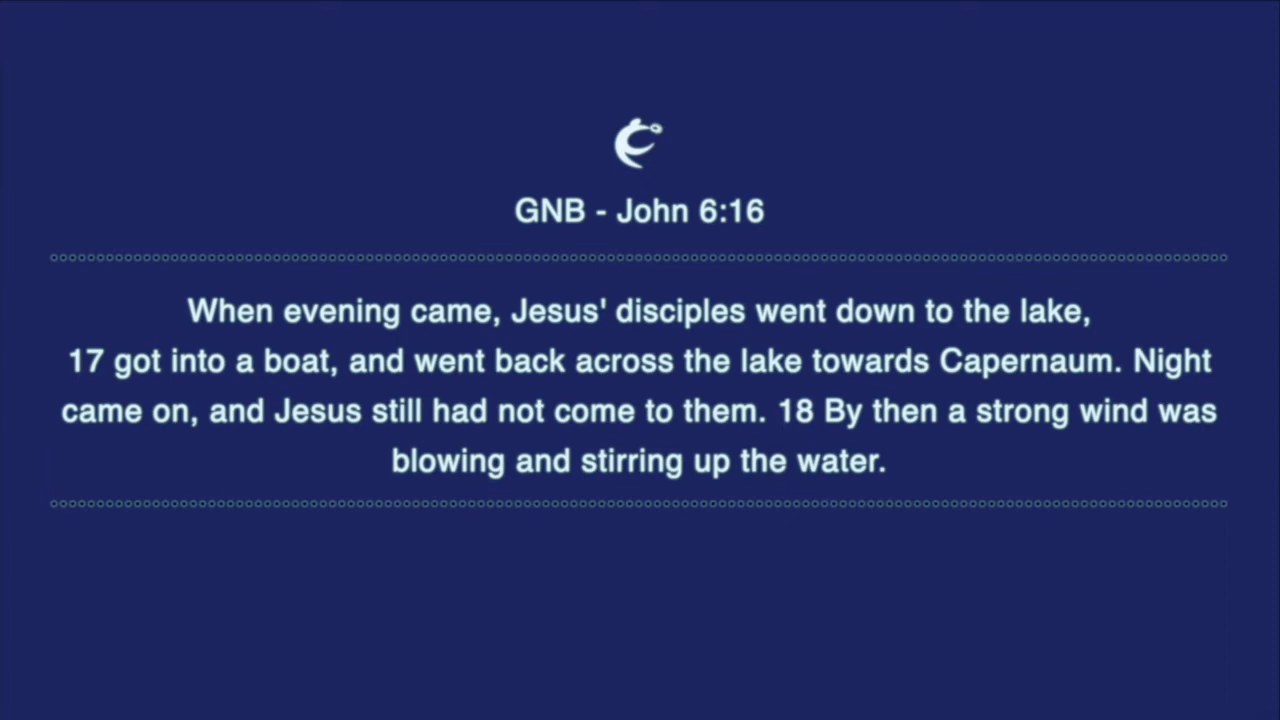 GNB - John 6:16
When evening came, Jesus' disciples went down to the lake,
17 got into a boat, and went back across the lake towards Capernaum. Night
came on, and Jesus still had not come to them. 18 By then a strong wind was
blowing and stirring up the water.